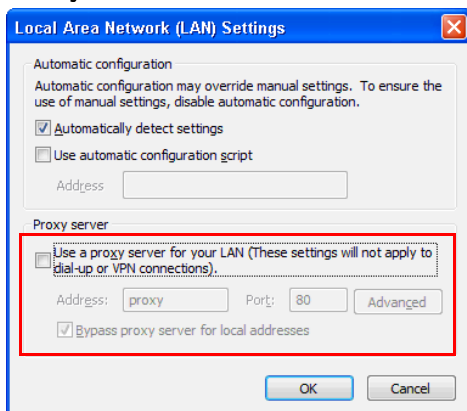 Local Area Network (LAN) Settings
Automatic configuration
Automatic configuration may override manual settings. To ensure the
use of manual settings, disable automatic configuration.
Automatically detect settings
Use automatic configuration script
Address
Proxy server
Use a proxy server for your LAN (These settings will not apply to
dial-up or VPN connections).
Address: proxy Port: 80 Advanced
Bypass proxy server for local addresses
OK Cancel